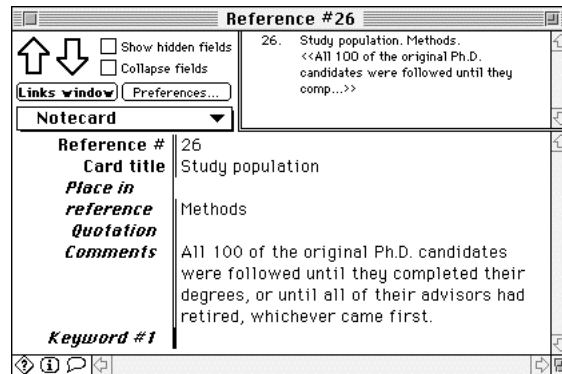 Reference #26
Show hidden fields
Collapse fields
Links window
Preferences...
Notecard
26. Study population. Methods.
<<All 100 of the original Ph.D.
candidates were followed until they
comp...>>
Reference # 26
Card title Study population
Place in
reference Methods
Quotation
Comments All 100 of the original Ph.D. candidates
were followed until they completed their
degrees, or until all of their advisors had
retired, whichever came first.
Keyword #1